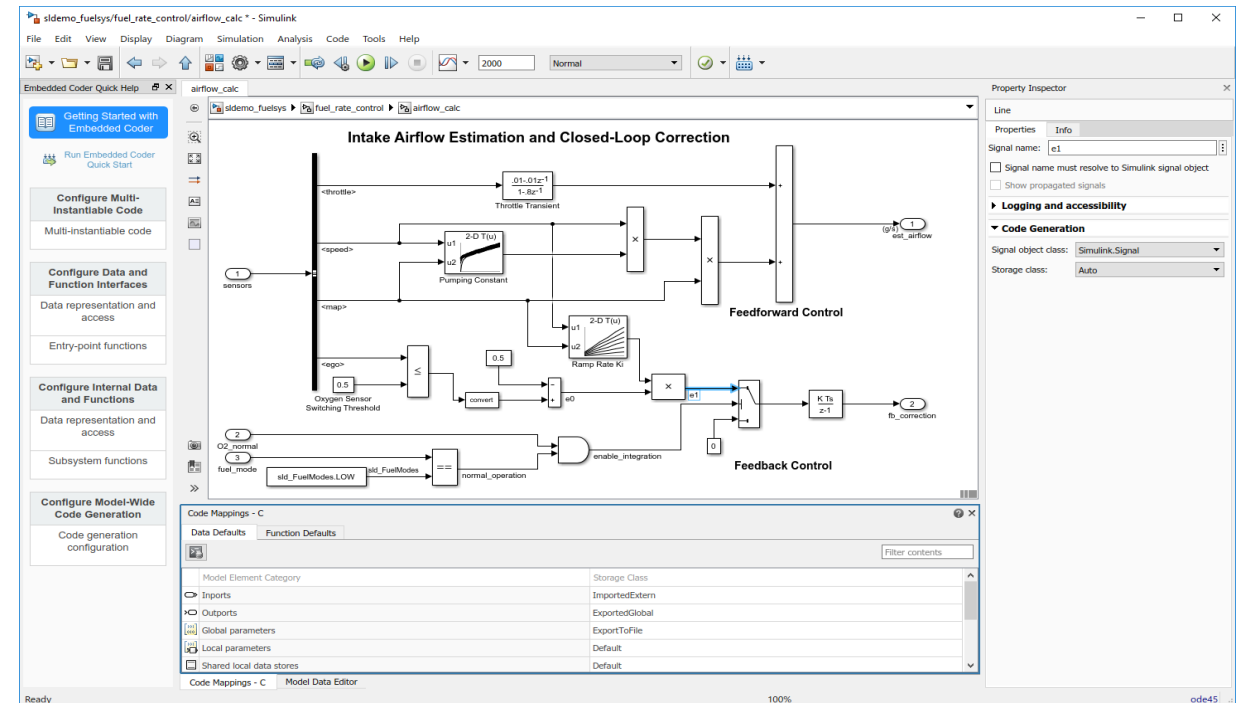 sldemo_fuelsys/fuel_rate_control/airflow_calc * - Simulink
File Edit View Display Diagram Simulation Analysis Code Tools Help
2000 Normal
Embedded Coder Quick Help
Getting Started with
Embedded Coder
Run Embedded Coder
Quick Start
Configure Multi-
Instantiable Code
Multi-instantiable code
Configure Data and
Function Interfaces
Data representation and
access
Entry-point functions
Configure Internal Data
and Functions
Data representation and
access
Subsystem functions
Configure Model-Wide
Code Generation
Code generation
configuration
airflow_calc
sldemo_fuelsys fuel_rate_control airflow_calc
Intake Airflow Estimation and Closed-Loop Correction
<throttle>
.01-.01z-1
1-.8z-1
Throttle Transient
+
×
(g/s) 1
est_airflow
<speed>
2-D T(u)
u1
u2
Pumping Constant
×
+
1
sensors
<map>
Feedforward Control
2-D T(u)
u1
u2
Ramp Rate Ki
<ego>
≤
0.5
0.5
Oxygen Sensor
Switching Threshold
convert
−
+
e0
×
e1
K Ts
z-1
2
fb_correction
2
O2_normal
3
fuel_mode
sld_FuelModes.LOW
sld_FuelModes
==
normal_operation
enable_integration
0
Feedback Control
Code Mappings - C
Data Defaults Function Defaults
Filter contents
Model Element Category Storage Class
Inports ImportedExtern
Outports ExportedGlobal
Global parameters ExportToFile
Local parameters Default
Shared local data stores Default
Code Mappings - C Model Data Editor
Property Inspector
Line
Properties Info
Signal name: e1
Signal name must resolve to Simulink signal object
Show propagated signals
Logging and accessibility
Code Generation
Signal object class: Simulink.Signal
Storage class: Auto
Ready 100% ode45